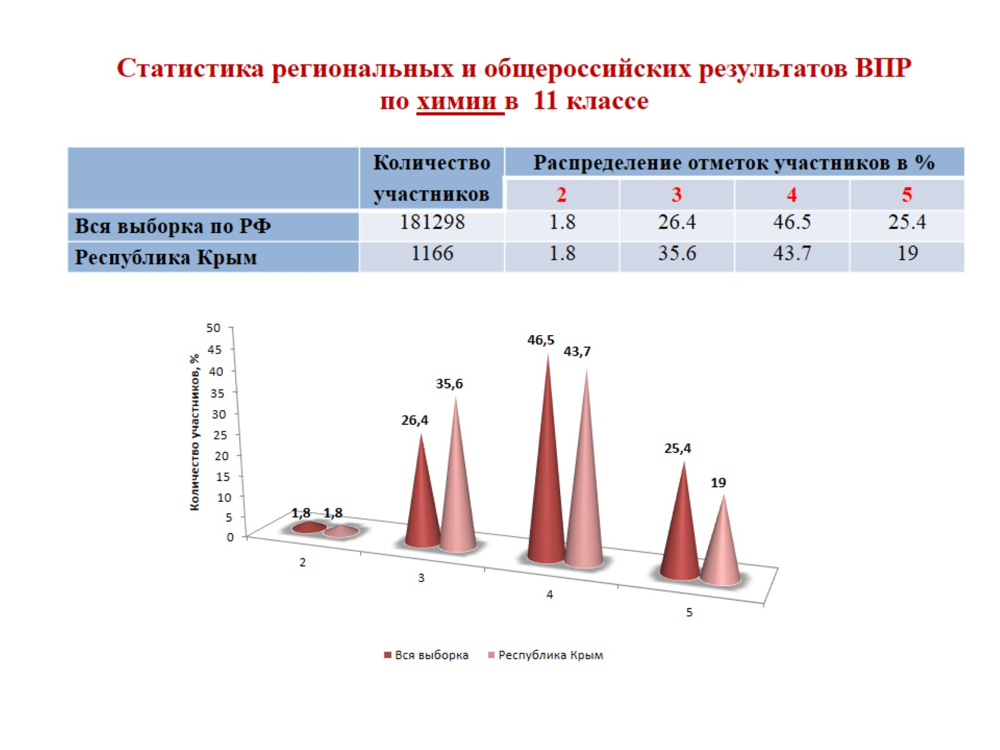 Статистика региональных и общероссийских результатов ВПР
по химии в 11 классе
Количество участников
Распределение отметок участников в %
2 3 4 5
Вся выборка по РФ 181298 1.8 26.4 46.5 25.4
Республика Крым 1166 1.8 35.6 43.7 19
Количество участников, %
50
45
40
35
30
25
20
15
10
5
0
1,8 1,8
26,4 35,6
46,5 43,7
25,4 19
2
3
4
5
Вся выборка Республика Крым